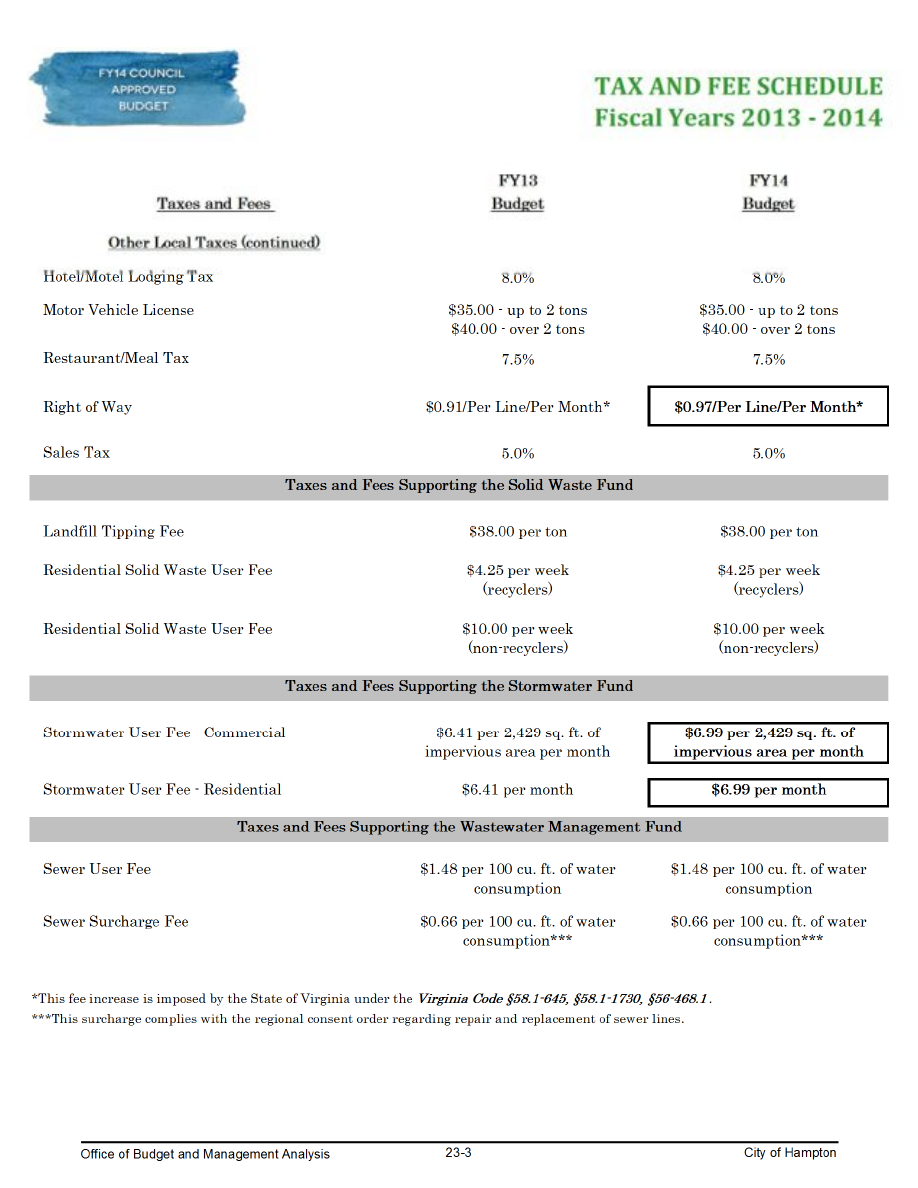 FY14 COUNCIL
APPROVED
BUDGET
TAX AND FEE SCHEDULE
Fiscal Years 2013 - 2014
FY13 FY14
Taxes and Fees Budget Budget
Other Local Taxes (continued)
Hotel/Motel Lodging Tax 8.0% 8.0%
Motor Vehicle License $35.00 - up to 2 tons $35.00 - up to 2 tons
$40.00 - over 2 tons $40.00 - over 2 tons
Restaurant/Meal Tax 7.5% 7.5%
Right of Way $0.91/Per Line/Per Month* $0.97/Per Line/Per Month*
Sales Tax 5.0% 5.0%
Taxes and Fees Supporting the Solid Waste Fund
Landfill Tipping Fee $38.00 per ton $38.00 per ton
Residential Solid Waste User Fee $4.25 per week $4.25 per week
(recyclers) (recyclers)
Residential Solid Waste User Fee $10.00 per week $10.00 per week
(non-recyclers) (non-recyclers)
Taxes and Fees Supporting the Stormwater Fund
Stormwater User Fee Commercial $6.41 per 2,429 sq. ft. of $6.99 per 2,429 sq. ft. of
impervious area per month impervious area per month
Stormwater User Fee - Residential $6.41 per month $6.99 per month
Taxes and Fees Supporting the Wastewater Management Fund
Sewer User Fee $1.48 per 100 cu. ft. of water $1.48 per 100 cu. ft. of water
consumption consumption
Sewer Surcharge Fee $0.66 per 100 cu. ft. of water $0.66 per 100 cu. ft. of water
consumption*** consumption***
*This fee increase is imposed by the State of Virginia under the Virginia Code §58.1-645, §58.1-1730, §56-468.1.
***This surcharge complies with the regional consent order regarding repair and replacement of sewer lines.
Office of Budget and Management Analysis 23-3 City of Hampton